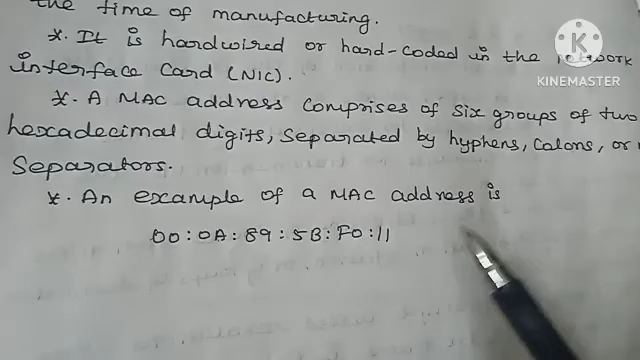 the time of manufacturing.
*. It is hardwired or hard-coded in the network
interface card (NIC).
*. A MAC address comprises of six groups of two
hexadecimal digits, separated by hyphens, colons, or
separators.
*. An example of a MAC address is
00:0A:89:5B:F0:11
KINEMASTER